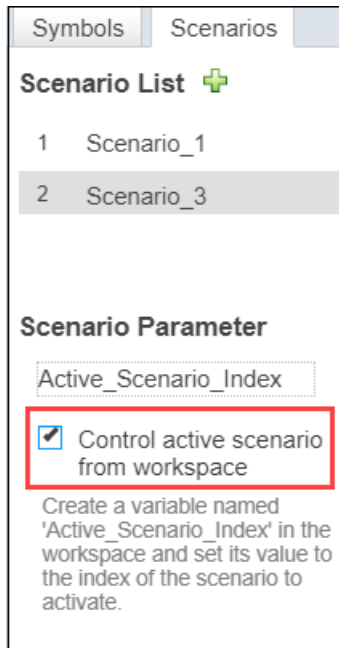 Symbols Scenarios
Scenario List
1 Scenario_1
2 Scenario_3
Scenario Parameter
Active_Scenario_Index
Control active scenario
from workspace
Create a variable named
'Active_Scenario_Index' in the
workspace and set its value to
the index of the scenario to
activate.